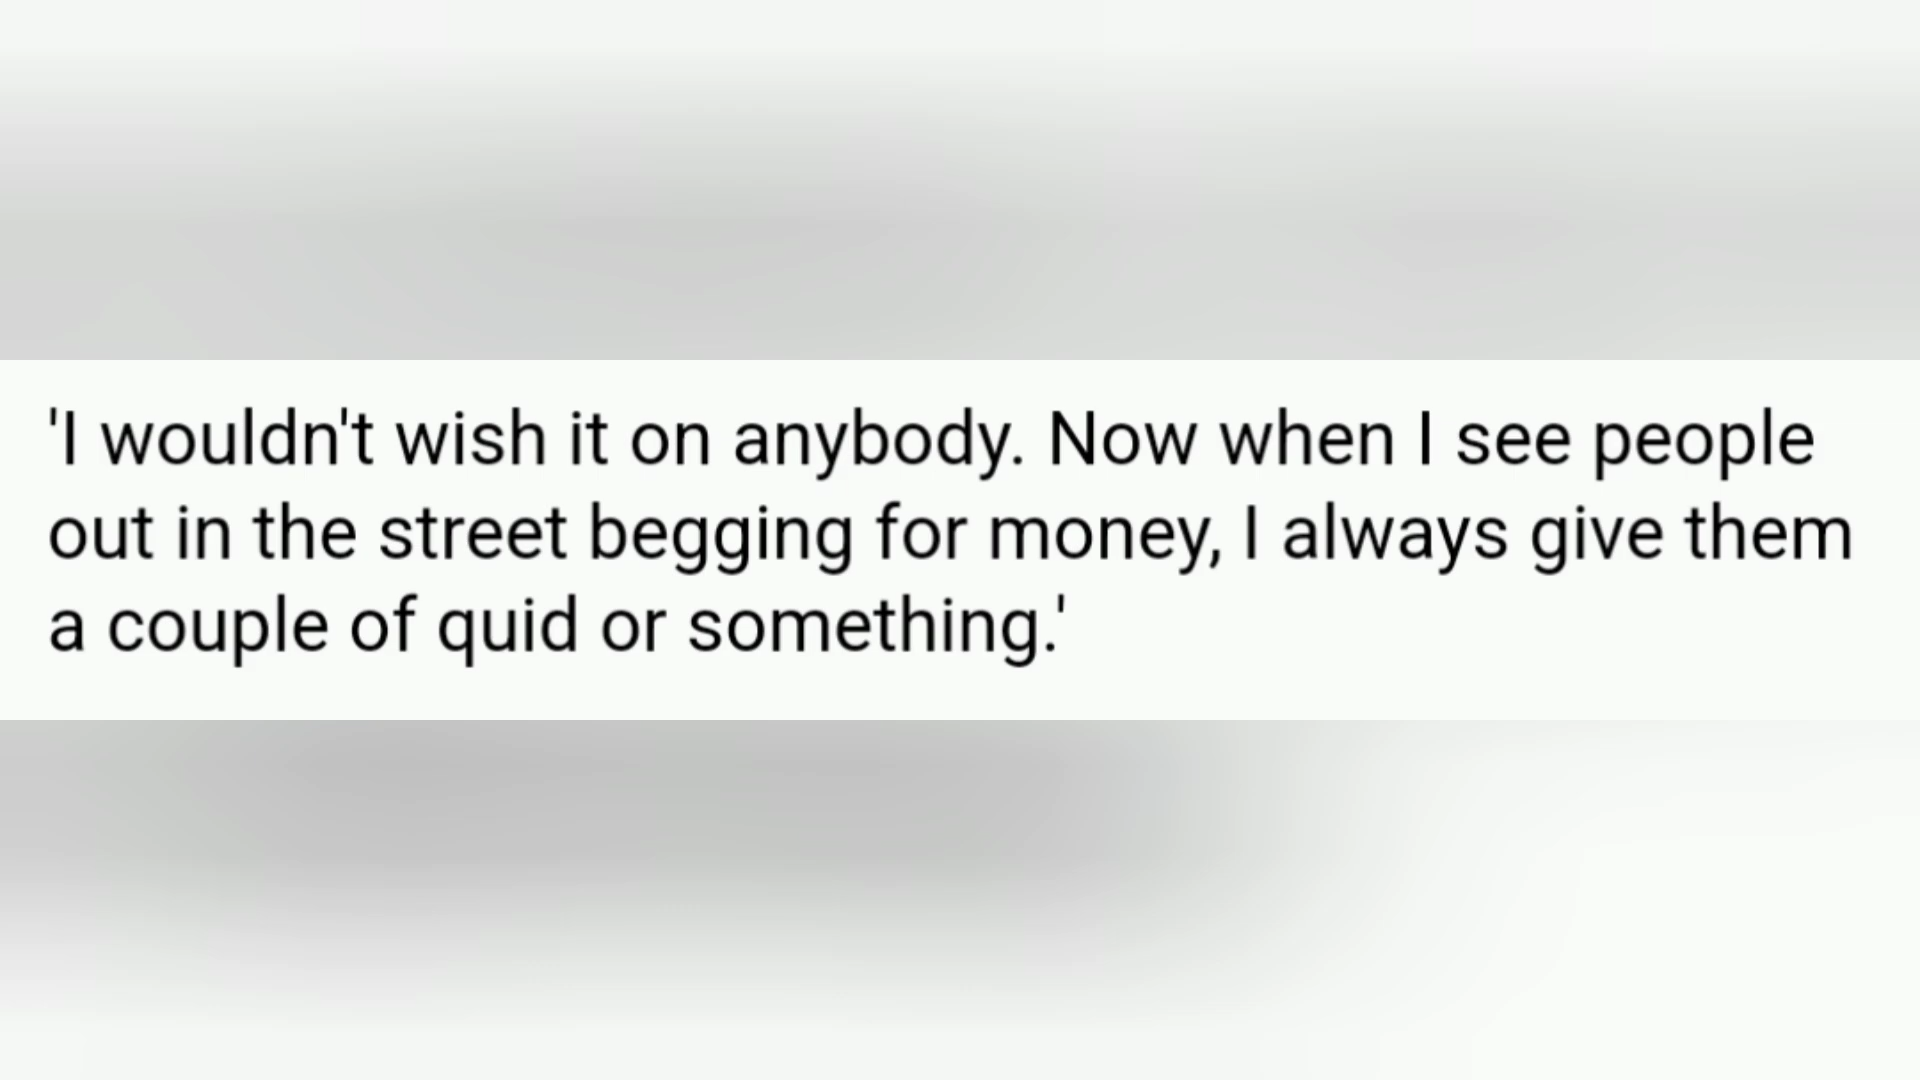 'I wouldn't wish it on anybody. Now when I see people
out in the street begging for money, I always give them
a couple of quid or something.'